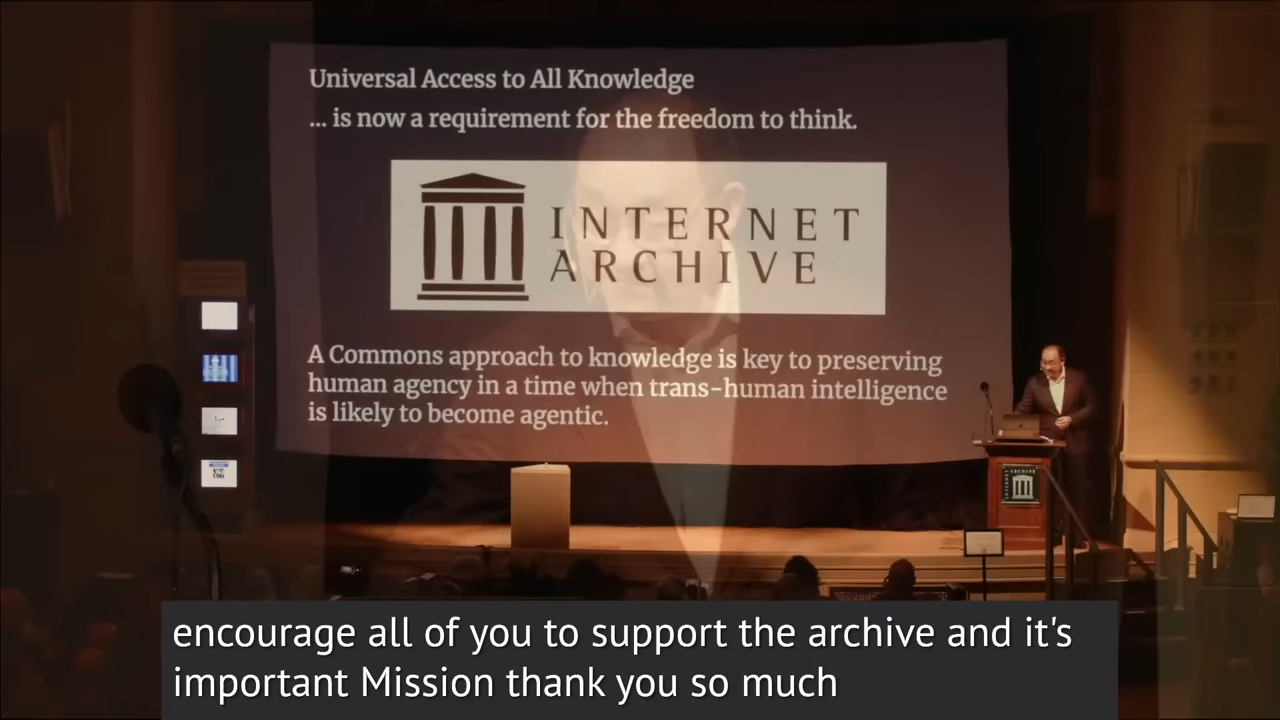 Universal Access to All Knowledge
... is now a requirement for the freedom to think.
INTERNET
ARCHIVE
A Commons approach to knowledge is key to preserving
human agency in a time when trans-human intelligence
is likely to become agentic.
INTERNET
ARCHIVE
encourage all of you to support the archive and it's
important Mission thank you so much